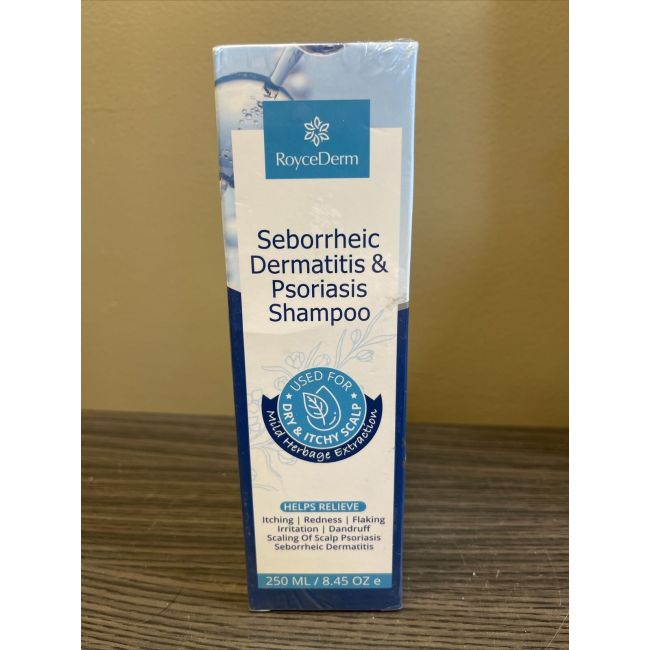 RoyceDerm
Seborrheic
Dermatitis &
Psoriasis
Shampoo
USED FOR
DRY & ITCHY SCALP
Mild Herbage Extraction
HELPS RELIEVE
Itching | Redness | Flaking
Irritation | Dandruff
Scaling Of Scalp Psoriasis
Seborrheic Dermatitis
250 ML / 8.45 OZ e